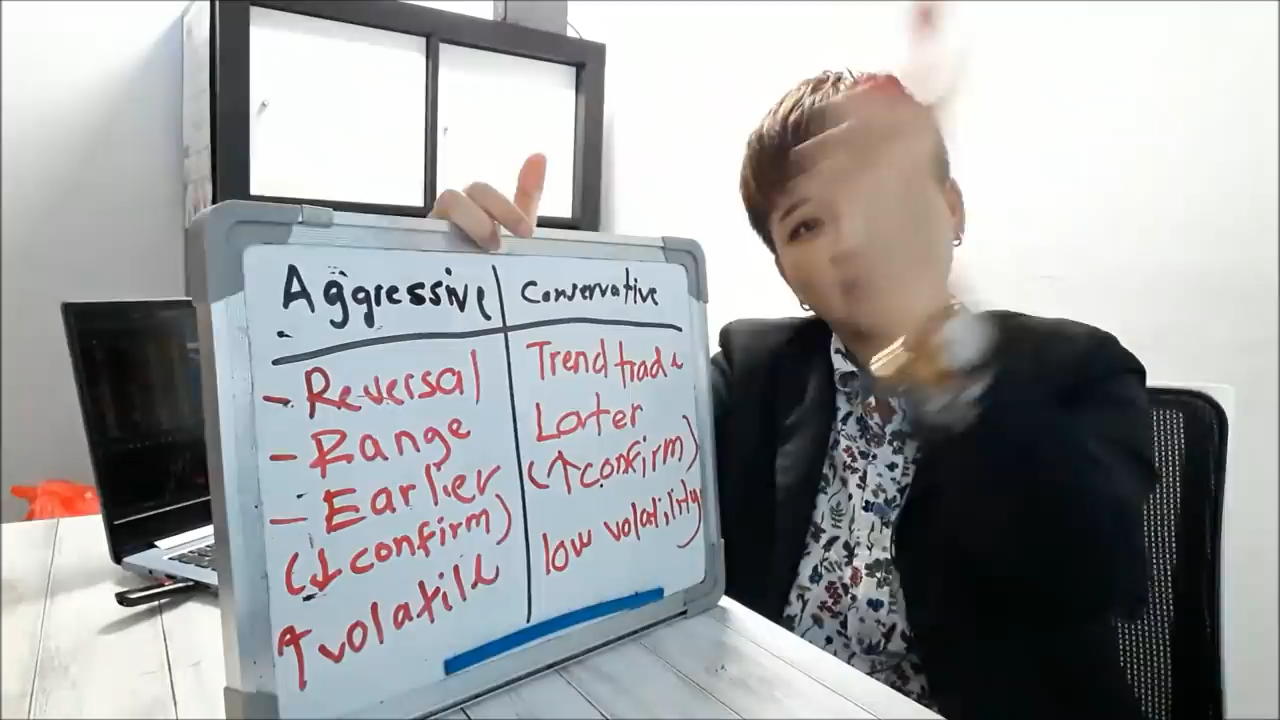 Aggressive
- Reversal
- Range
- Earlier
(↓ confirm)
↑ volatile
Conservative
Trend trade
Later
(↑ confirm)
low volatility